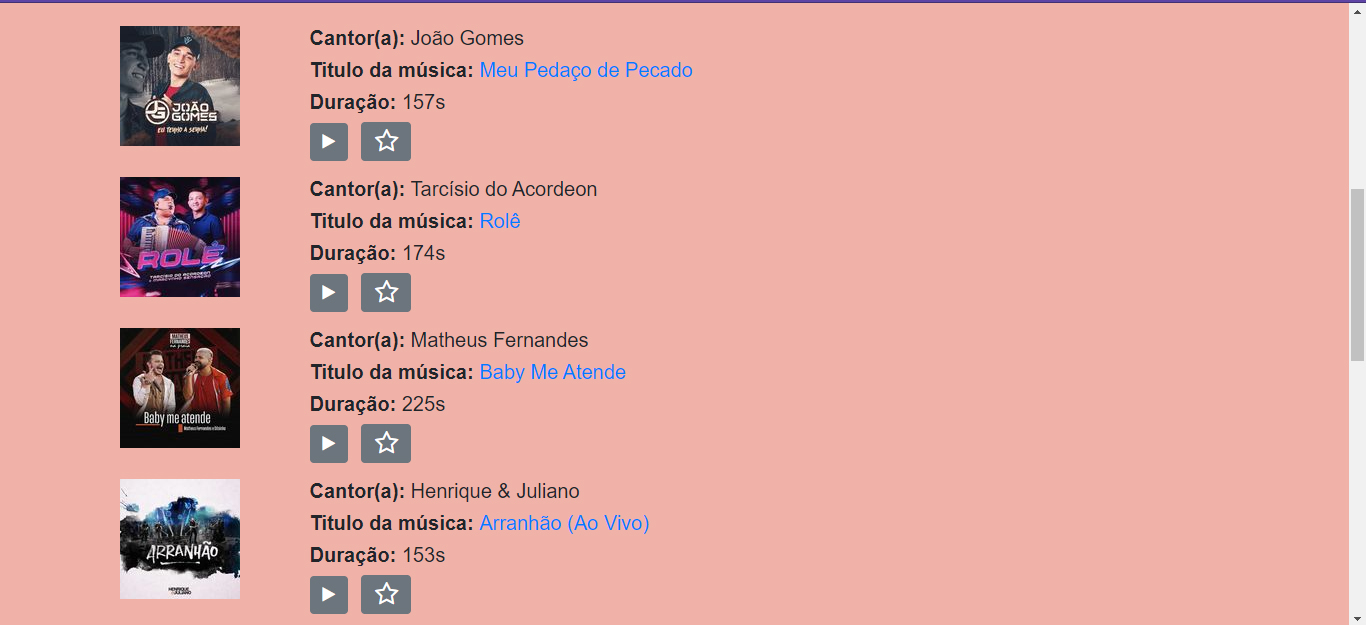 JOÃO
GOMES
EU TENHO A SENHA!
Cantor(a): João Gomes
Titulo da música: Meu Pedaço de Pecado
Duração: 157s
ROLÊ
TARCÍSIO DO ACORDEON
Cantor(a): Tarcísio do Acordeon
Titulo da música: Rolê
Duração: 174s
MATHEUS
FERNANDES
na praia
Baby me atende
Matheus Fernandes e Dilsinho
Cantor(a): Matheus Fernandes
Titulo da música: Baby Me Atende
Duração: 225s
ARRANHÃO
HENRIQUE
& JULIANO
Cantor(a): Henrique & Juliano
Titulo da música: Arranhão (Ao Vivo)
Duração: 153s